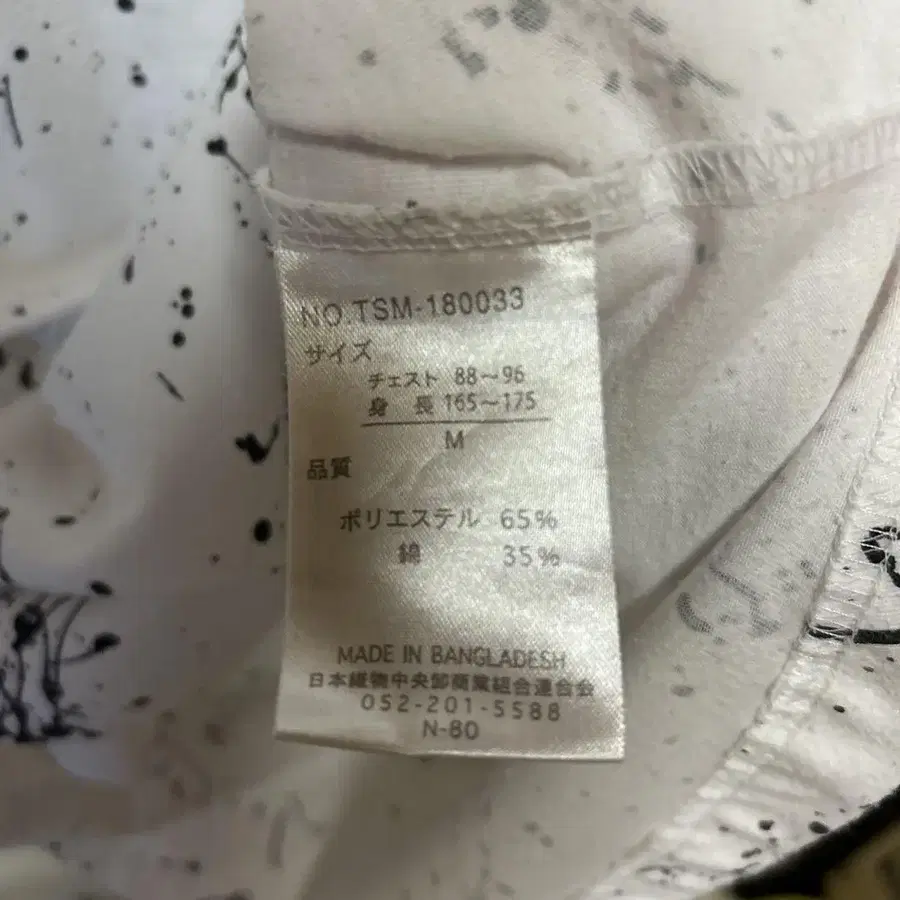 NO.TSM-180033
サイズ
チェスト 88～96
身 長 165～175
M
品質
ポリエステル 65%
綿 35%
MADE IN BANGLADESH
日本織物中央卸商業組合連合会
052-201-5588
N-80